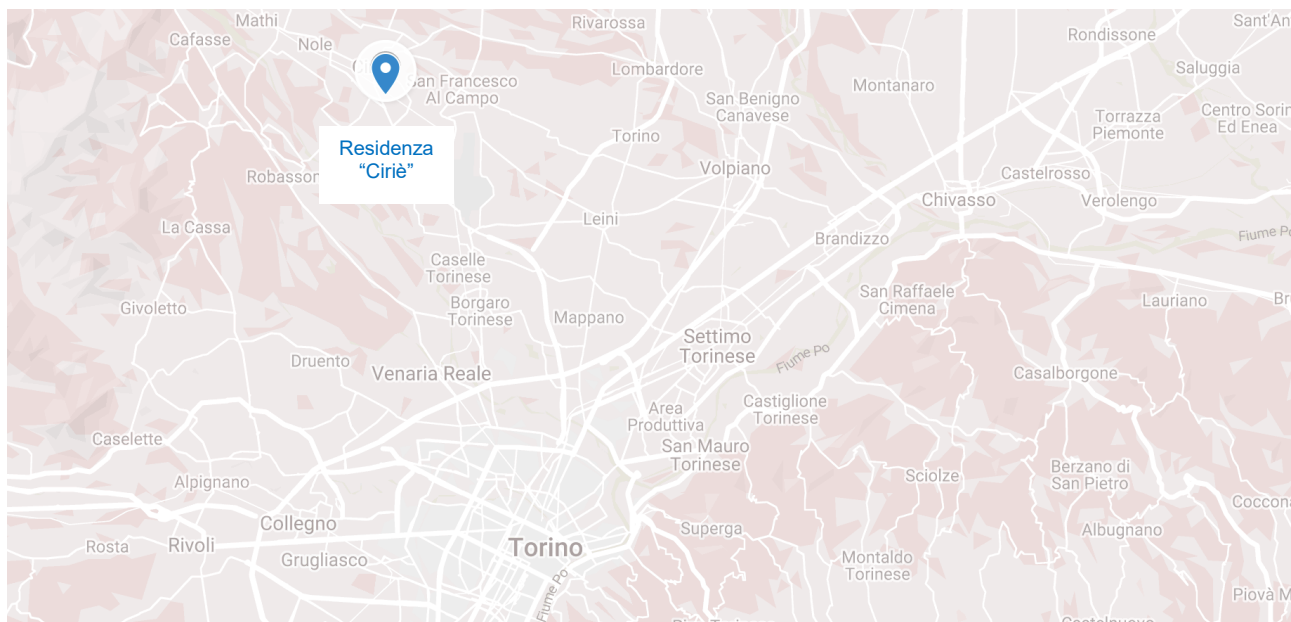 Mathi
Rivarossa
Sant'An
Cafasse
Nole
Rondissone
Lombardore
Saluggia
San Francesco
Al Campo
Montanaro
San Benigno
Canavese
Torrazza
Piemonte
Centro Sorin
Ed Enea
Torino
Residenza
“Ciriè”
Robasson
Volpiano
Castelrosso
Chivasso
Verolengo
La Cassa
Leini
Brandizzo
Fiume Po
Caselle
Torinese
San Raffaele
Cimena
Lauriano
Givoletto
Borgaro
Torinese
Mappano
Settimo
Torinese
Fiume Po
Druento
Venaria Reale
Casalborgone
Area
Produttiva
Castiglione
Torinese
Caselette
San Mauro
Torinese
Sciolze
Berzano di
San Pietro
Alpignano
Coccona
Collegno
Superga
Albugnano
Rosta
Rivoli
Grugliasco
Torino
Montaldo
Torinese
Fiume Po
Piovà M